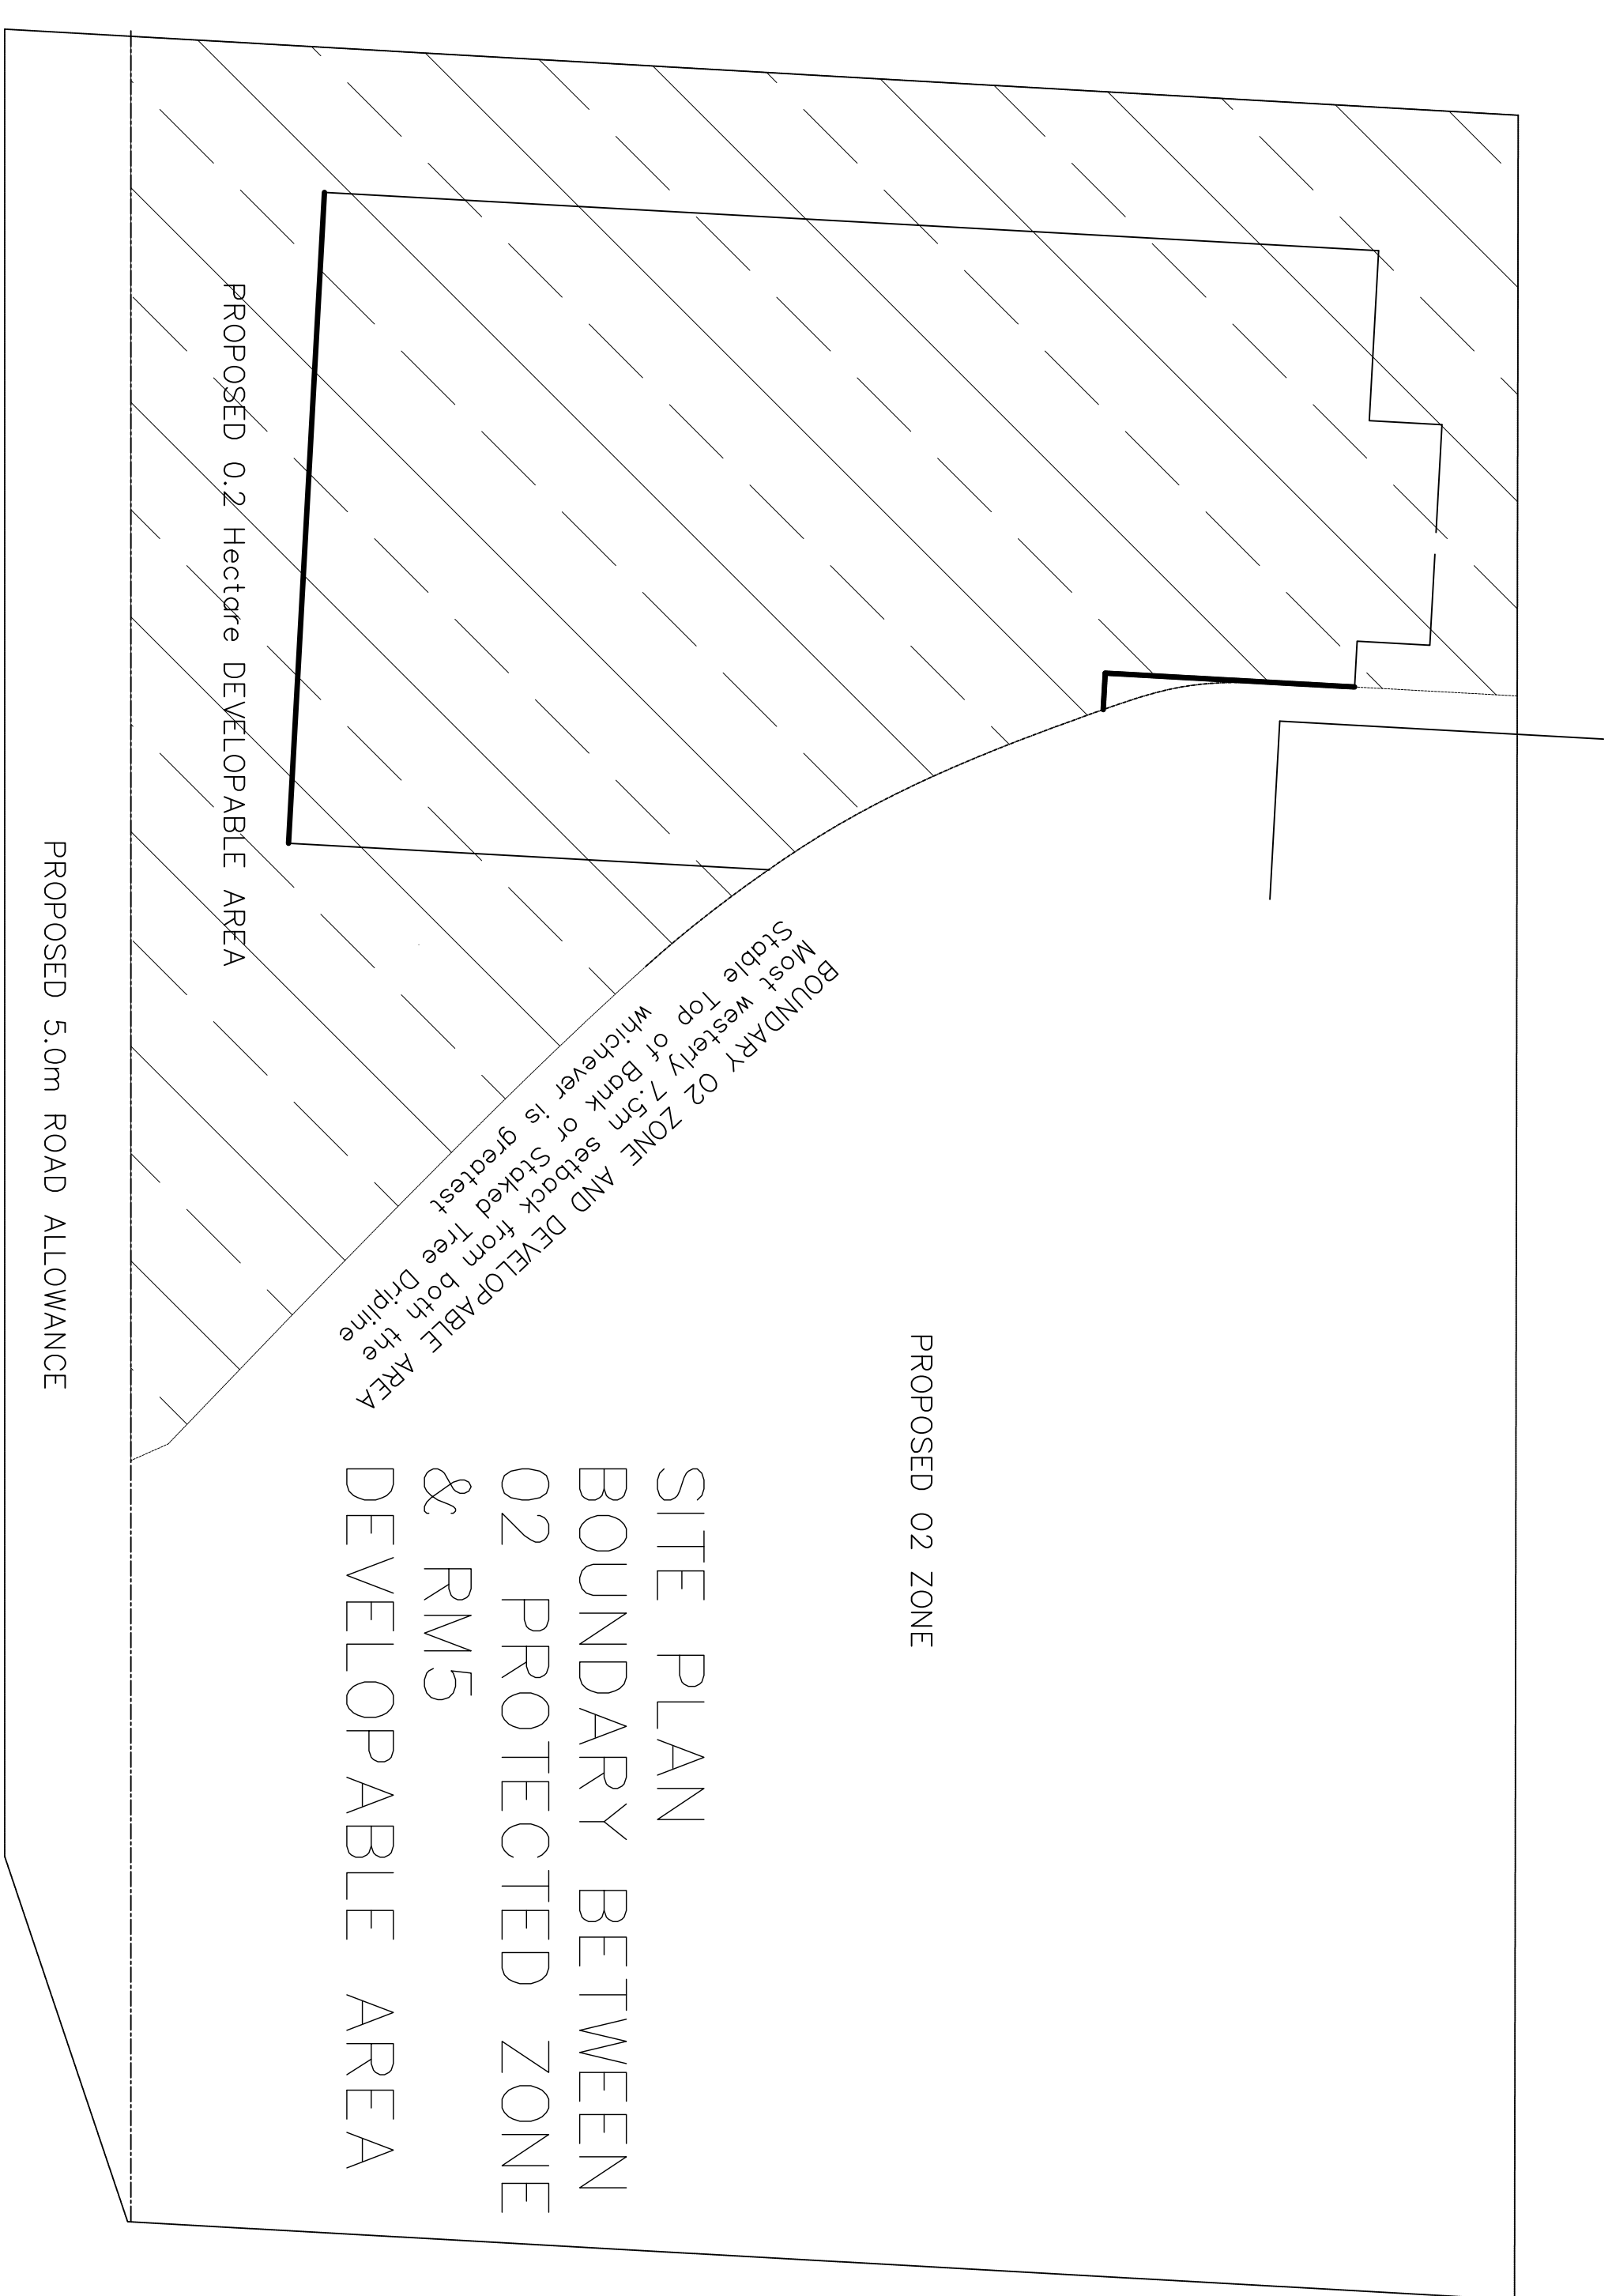 PROPOSED O2 ZONE
BOUNDARY O2 ZONE AND DEVELOPABLE AREA
Most westerly 7.5m setback from both the
Stable Top of Bank or Staked Tree Dripline
whichever is greatest
SITE PLAN
BOUNDARY BETWEEN
O2 PROTECTED ZONE
& RM5
DEVELOPABLE AREA
PROPOSED 0.2 Hectare DEVELOPABLE AREA
PROPOSED 5.0m ROAD ALLOWANCE